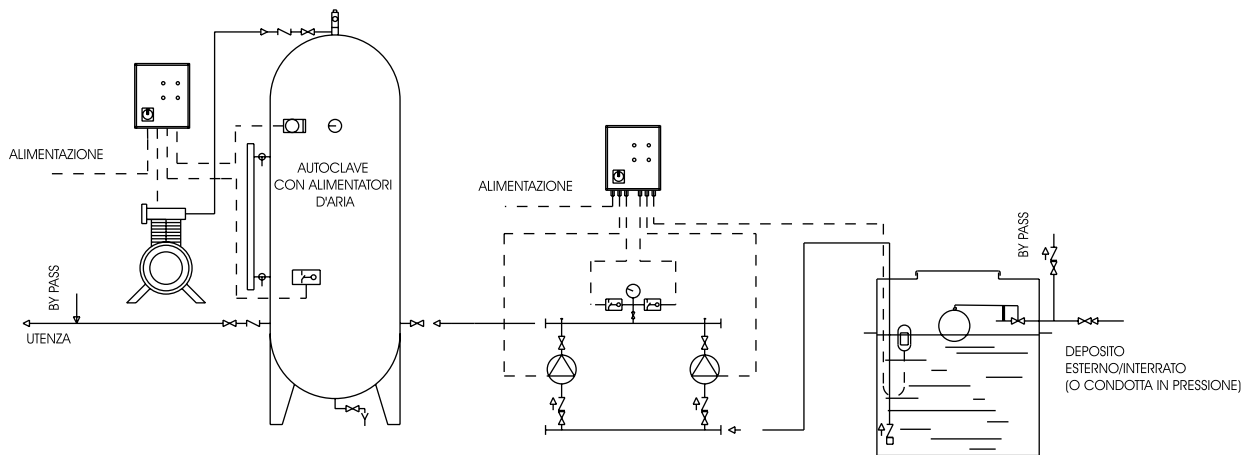 ALIMENTAZIONE
AUTOCLAVE
CON ALIMENTATORI
D'ARIA
ALIMENTAZIONE
BY PASS
BY PASS
UTENZA
DEPOSITO
ESTERNO/INTERRATO
(O CONDOTTA IN PRESSIONE)